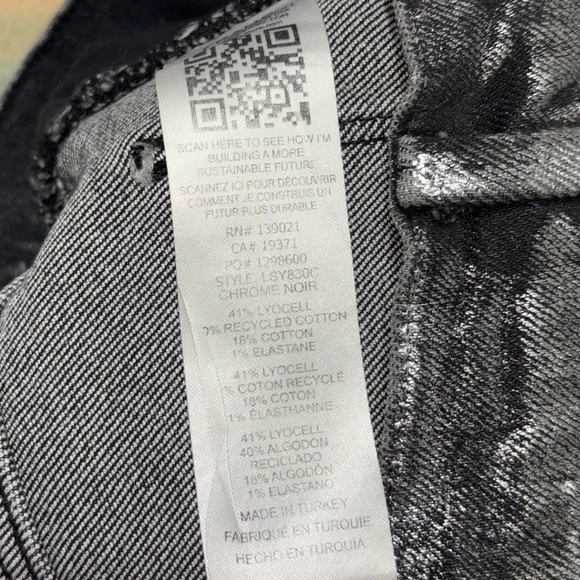 SCAN HERE TO SEE HOW I'M
BUILDING A MORE
SUSTAINABLE FUTURE.
SCANNEZ ICI POUR DÉCOUVRIR
COMMENT JE CONSTRUIS UN
FUTUR PLUS DURABLE
RN# 139021
CA# 19371
PO# 1298600
STYLE: LSY830C
CHROME NOIR
41% LYOCELL
0% RECYCLED COTTON
18% COTTON
1% ELASTANE
41% LYOCELL
% COTON RECYCLÉ
18% COTON
1% ÉLASTHANNE
41% LYOCELL
40% ALGODÓN
RECICLADO
18% ALGODÓN
1% ELASTANO
MADE IN TURKEY
FABRIQUÉ EN TURQUIE
HECHO EN TURQUÍA